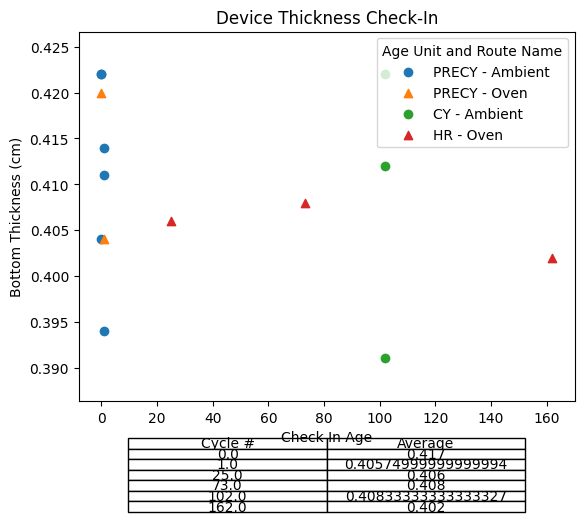 Device Thickness Check-In
Age Unit and Route Name
PRECY - Ambient
PRECY - Oven
CY - Ambient
HR - Oven
Bottom Thickness (cm)
0.425
0.420
0.415
0.410
0.405
0.400
0.395
0.390
0 20 40 60 80 100 120 140 160
Check In Age
Cycle # Average
0.0 0.417
1.0 0.40574999999999994
25.0 0.406
73.0 0.408
102.0 0.40833333333333327
162.0 0.402